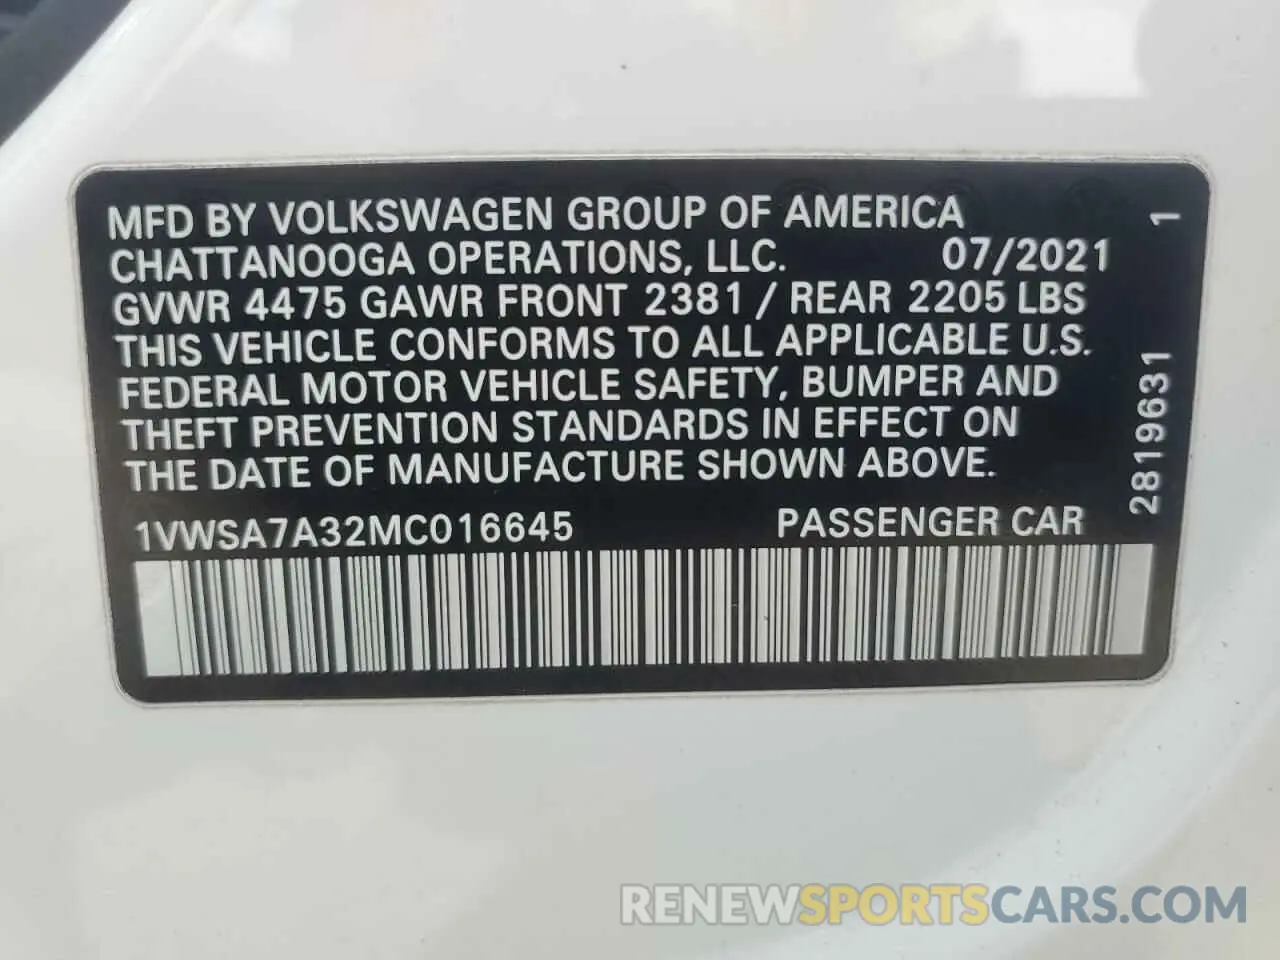 MFD BY VOLKSWAGEN GROUP OF AMERICA
CHATTANOOGA OPERATIONS, LLC. 07/2021
GVWR 4475 GAWR FRONT 2381 / REAR 2205 LBS
THIS VEHICLE CONFORMS TO ALL APPLICABLE U.S.
FEDERAL MOTOR VEHICLE SAFETY, BUMPER AND
THEFT PREVENTION STANDARDS IN EFFECT ON
THE DATE OF MANUFACTURE SHOWN ABOVE.
1VWSA7A32MC016645 PASSENGER CAR
2819631 1
RENEWSPORTSCARS.COM